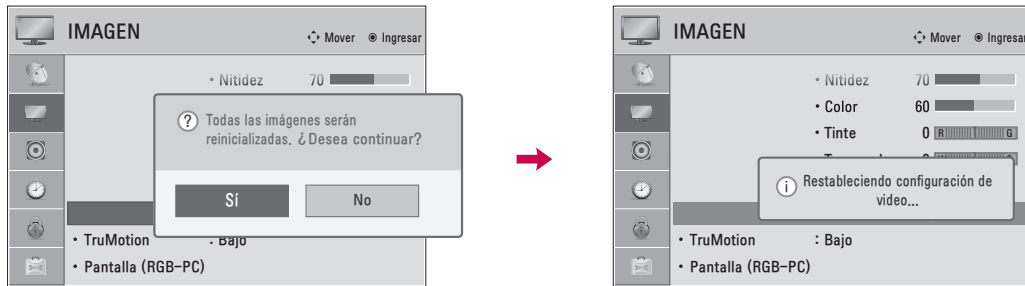 IMAGEN
Mover
Ingresar
• Nitidez 70
? Todas las imágenes serán
reinicializadas. ¿Desea continuar?
Sí
No
• TruMotion : Bajo
• Pantalla (RGB-PC)
IMAGEN
Mover
Ingresar
• Nitidez 70
• Color 60
• Tinte 0 R G
i Restableciendo configuración de
video...
• TruMotion : Bajo
• Pantalla (RGB-PC)